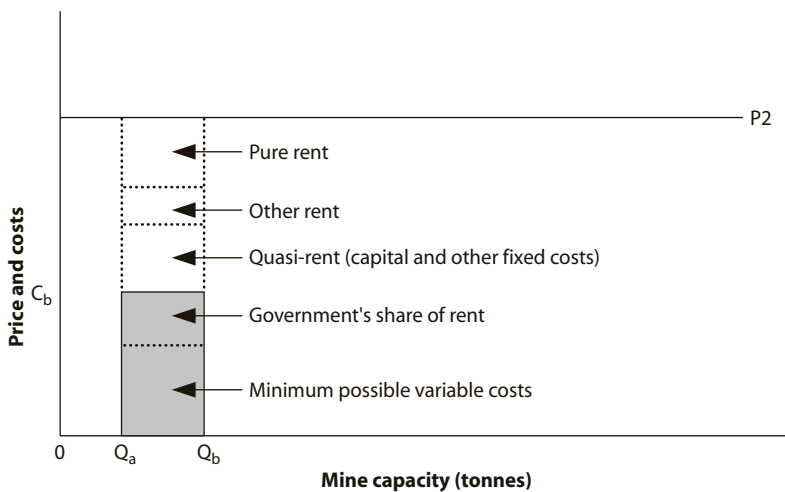 P2
Pure rent
Other rent
Quasi-rent (capital and other fixed costs)
Price and costs
C_b
Government's share of rent
Minimum possible variable costs
0
Q_a
Q_b
Mine capacity (tonnes)